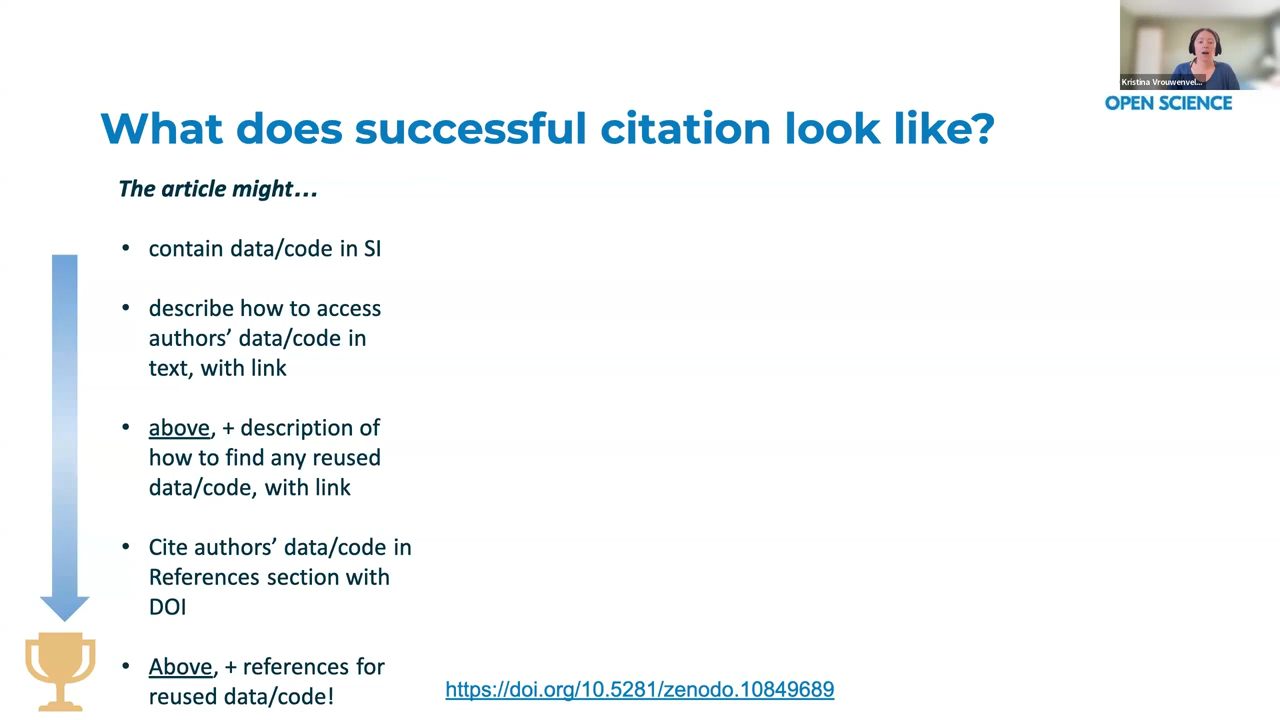 Kristina Vrouwenvel...
OPEN SCIENCE
What does successful citation look like?
The article might...
• contain data/code in SI
• describe how to access
authors’ data/code in
text, with link
• above, + description of
how to find any reused
data/code, with link
• Cite authors’ data/code in
References section with
DOI
• Above, + references for
reused data/code!
https://doi.org/10.5281/zenodo.10849689